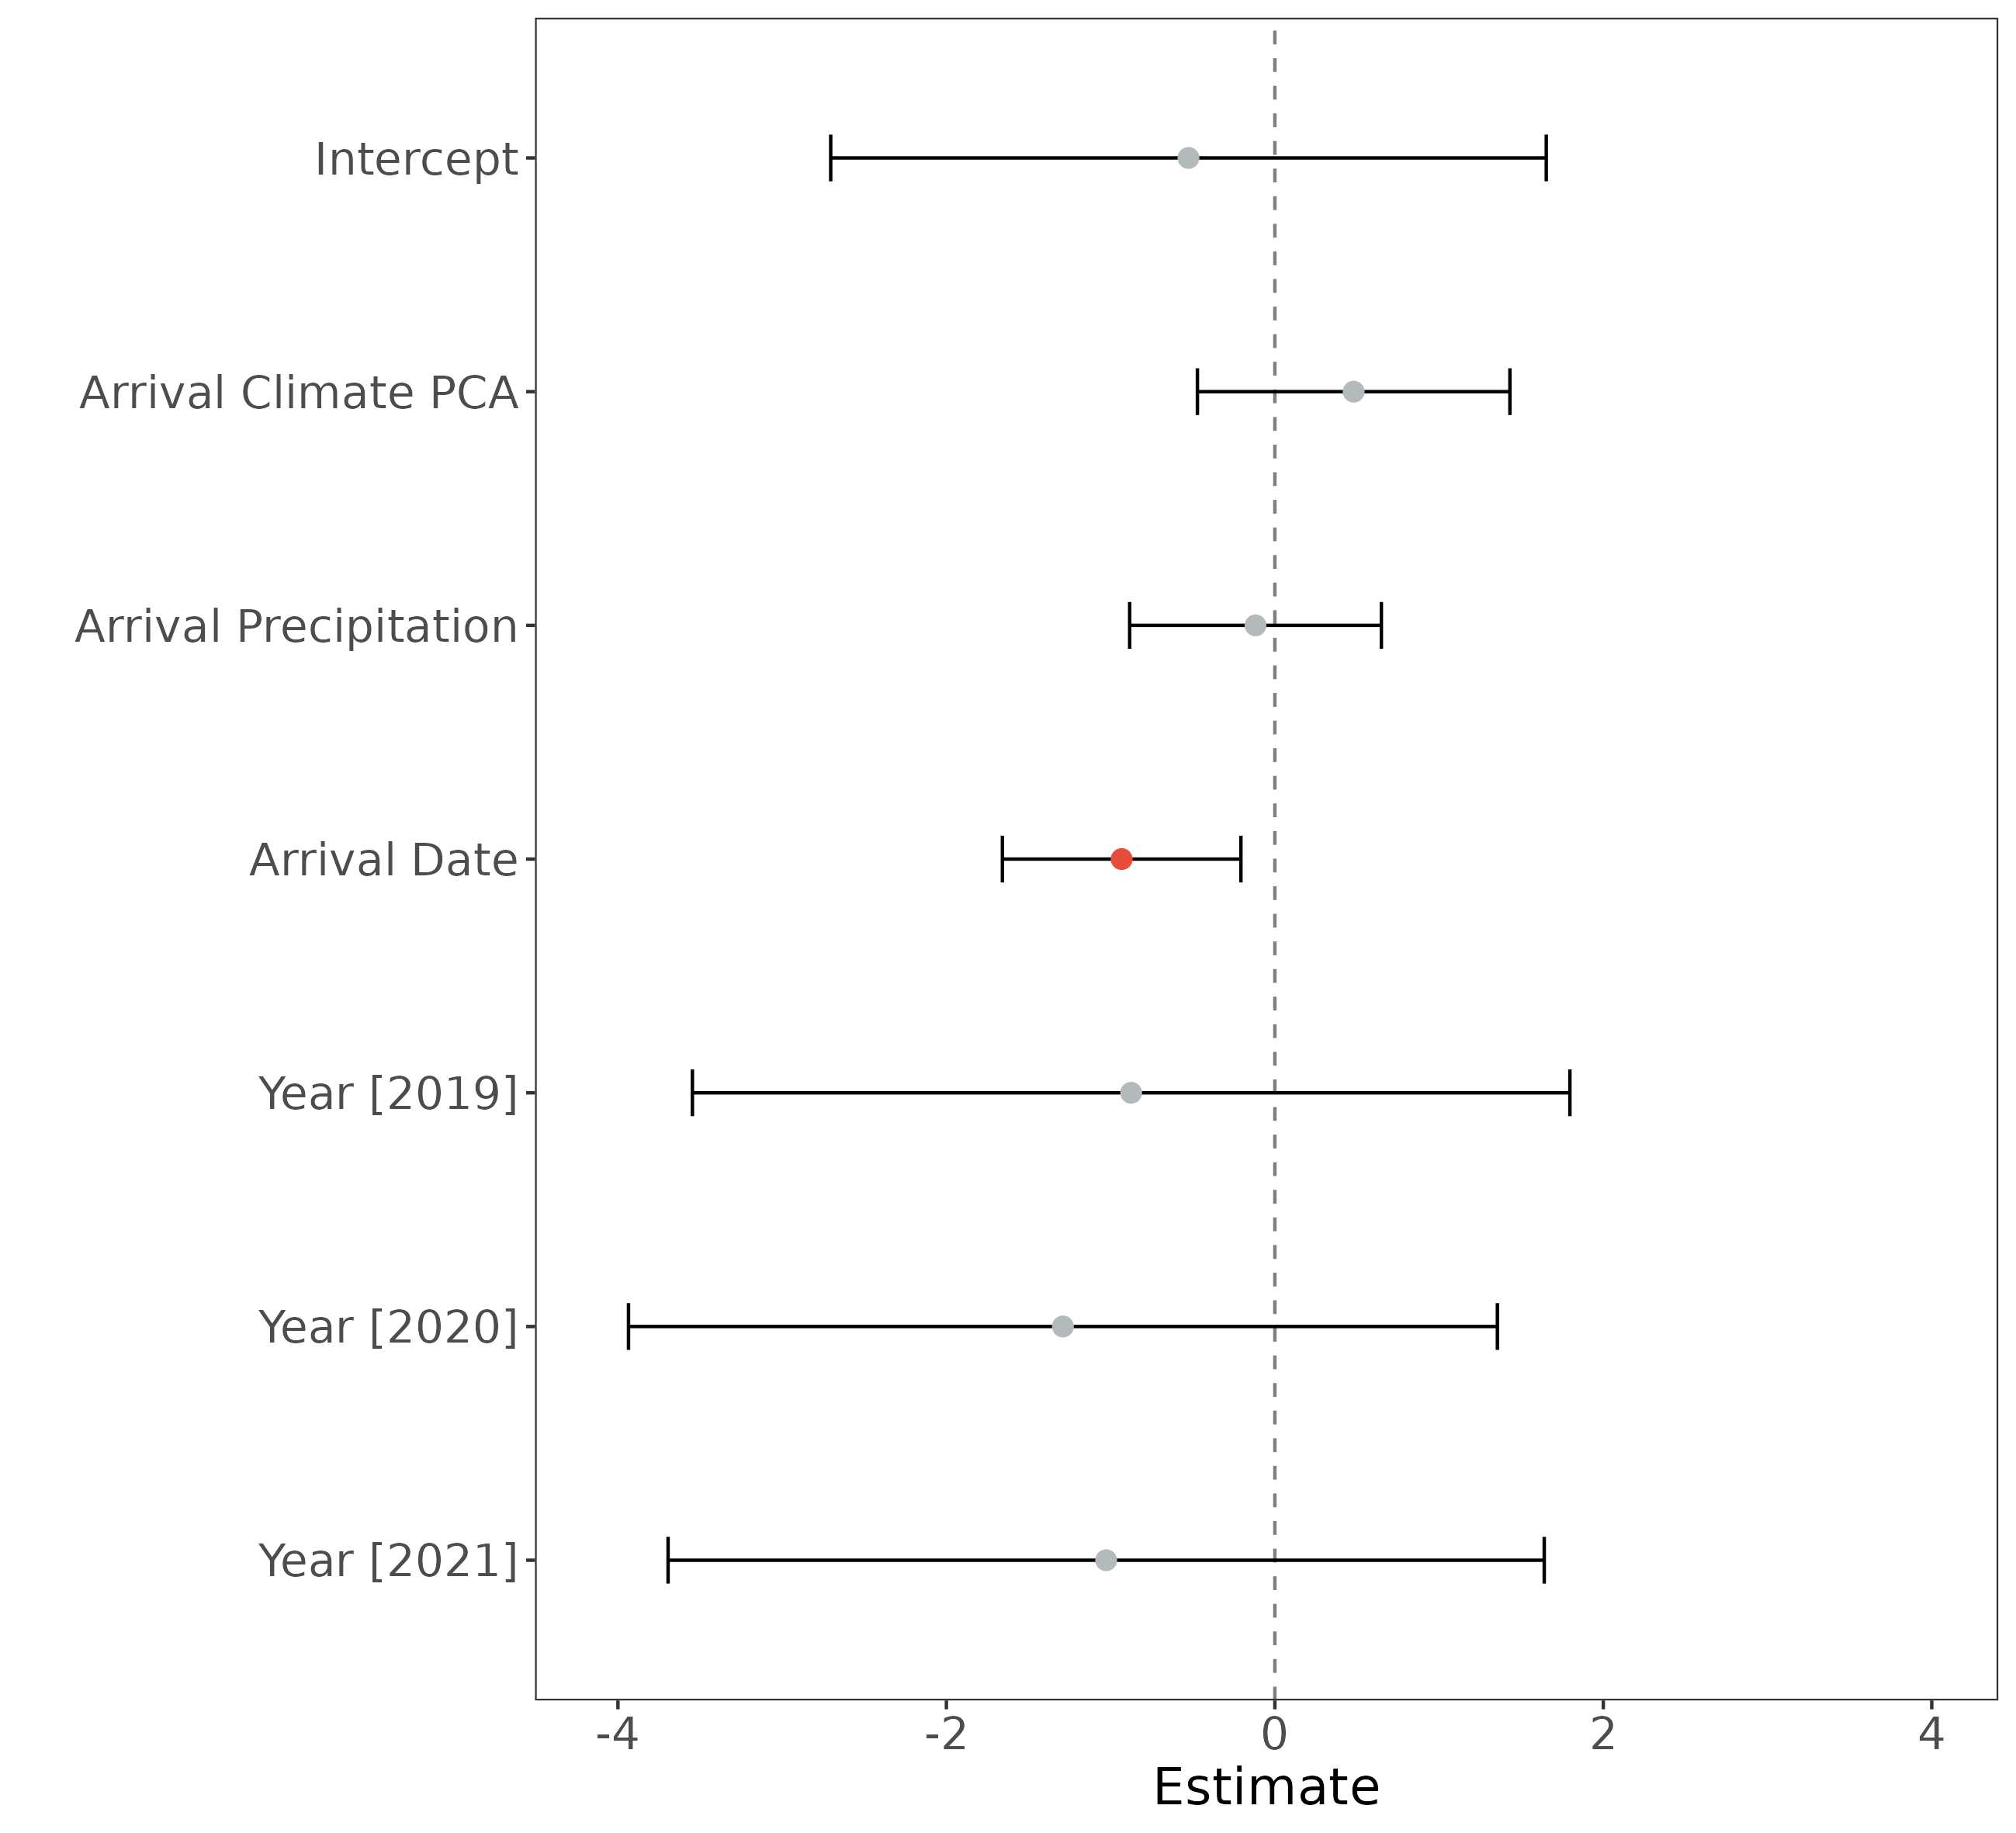 Intercept
Arrival Climate PCA
Arrival Precipitation
Arrival Date
Year [2019]
Year [2020]
Year [2021]
-4 -2 0 2 4
Estimate